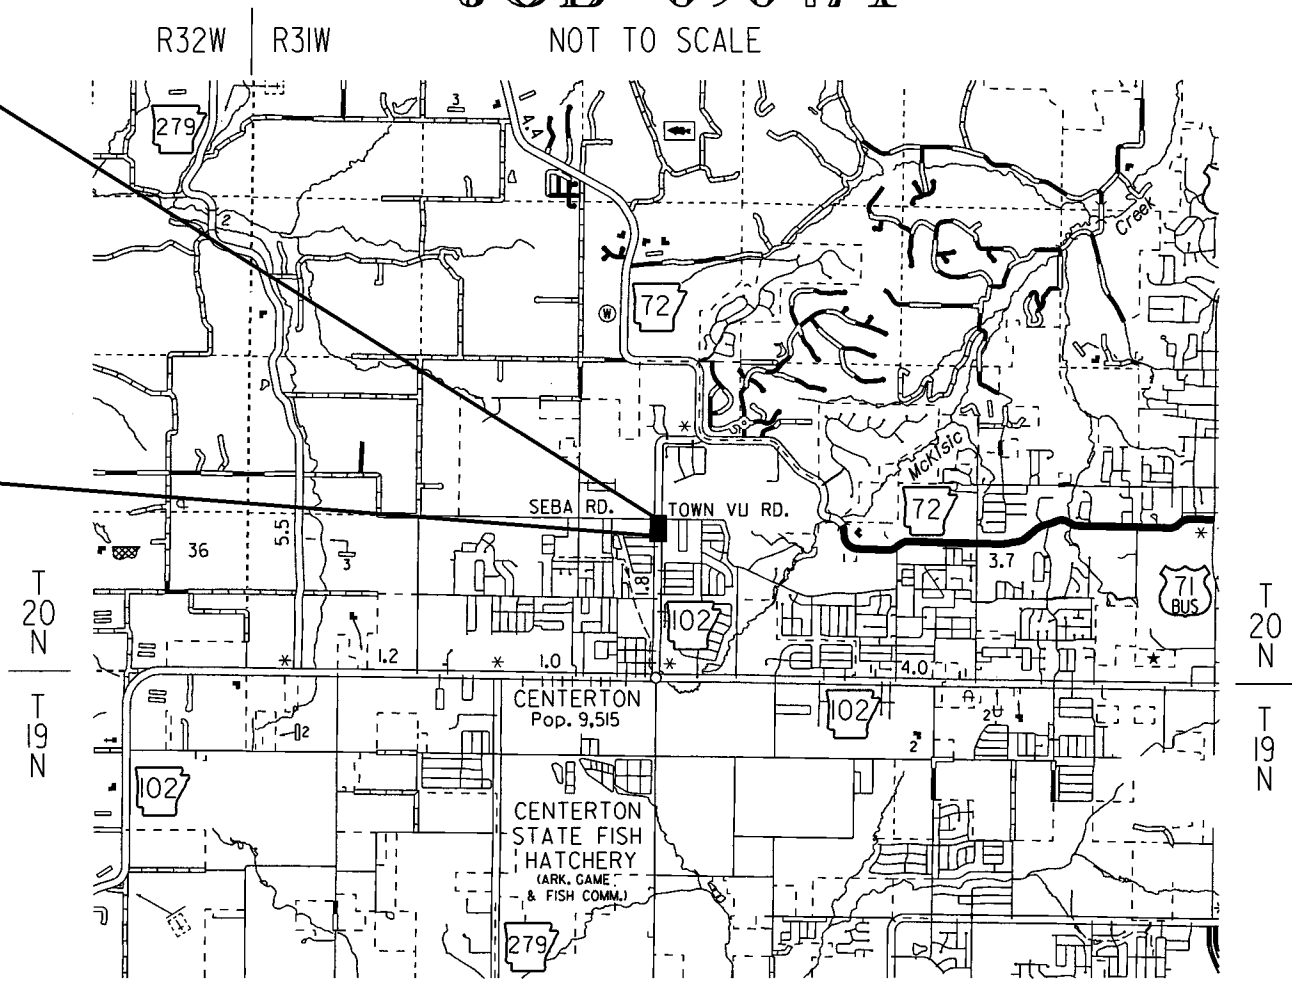 R32W R31W
NOT TO SCALE
279
3
A.A
2
Creek
72
W
McKisic
SEBA RD.
TOWN VU RD.
72
36
5.5
3
3.7
1.8
71
BUS
T
20
N
T
20
N
102
1.2
1.0
4.0
CENTERTON
Pop. 9,515
102
2
2
2
T
19
N
T
19
N
102
CENTERTON
STATE FISH
HATCHERY
(ARK. GAME
& FISH COMM.)
279